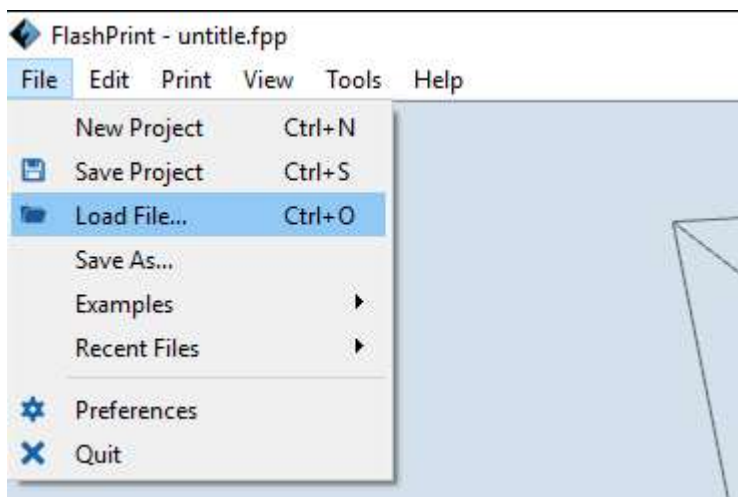 FlashPrint - untitle.fpp
File Edit Print View Tools Help
New Project Ctrl+N
Save Project Ctrl+S
Load File... Ctrl+O
Save As...
Examples
Recent Files
Preferences
Quit